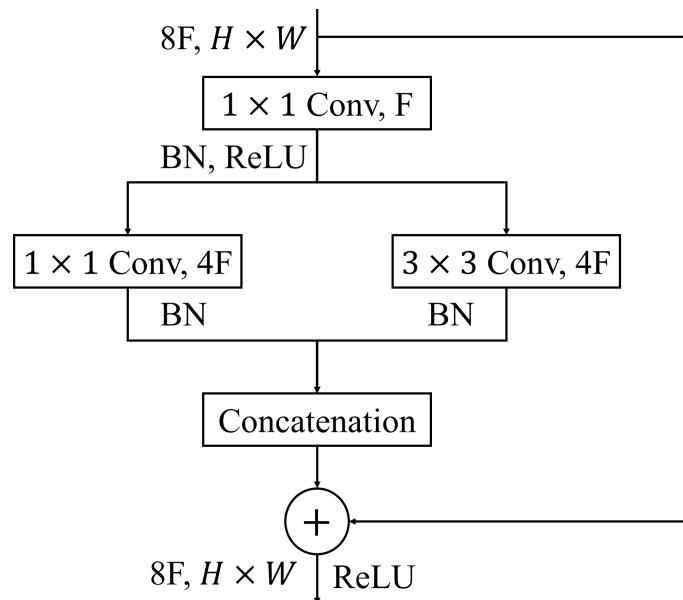 8F, H × W
1 × 1 Conv, F
BN, ReLU
1 × 1 Conv, 4F
3 × 3 Conv, 4F
BN
BN
Concatenation
+
8F, H × W
ReLU